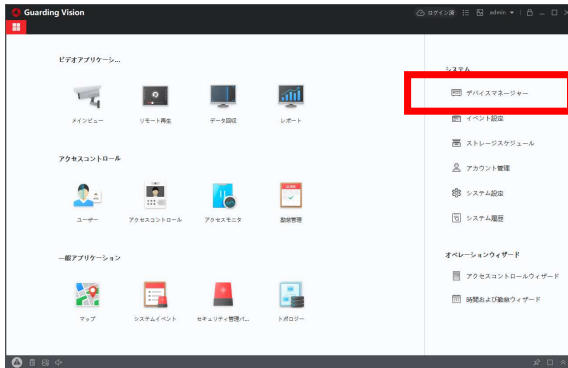 Guarding Vision
ログイン済 admin
ビデオアプリケーシ...
メインビュー
リモート再生
データ回収
レポート
アクセスコントロール
ユーザー
アクセスコントロール
アクセスモニタ
勤怠管理
一般アプリケーション
マップ
システムイベント
セキュリティ管理パ...
トポロジー
システム
デバイスマネージャー
イベント設定
ストレージスケジュール
アカウント管理
システム設定
システム履歴
オペレーションウィザード
アクセスコントロールウィザード
時間および勤怠ウィザード